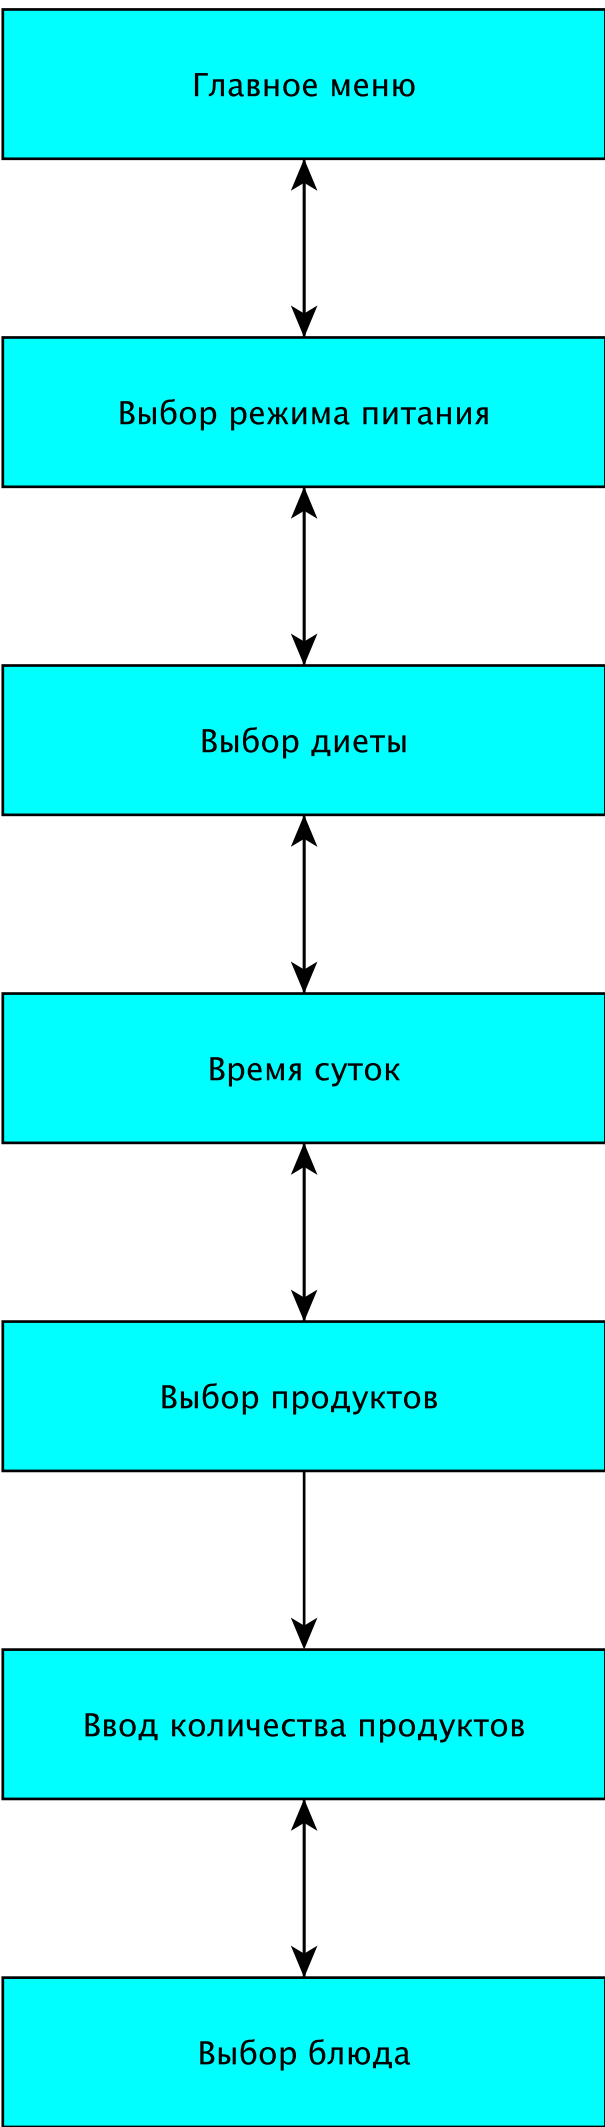 Главное меню
Выбор режима питания
Выбор диеты
Время суток
Выбор продуктов
Ввод количества продуктов
Выбор блюда